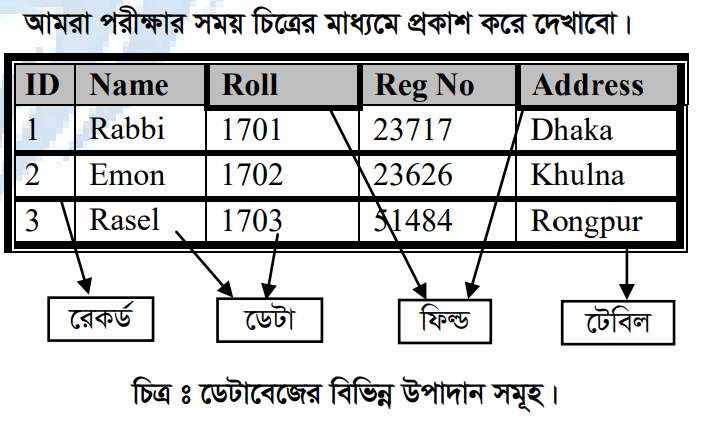 আমরা পরীক্ষার সময় চিত্রের মাধ্যমে প্রকাশ করে দেখাবো।
ID Name Roll Reg No Address
1 Rabbi 1701 23717 Dhaka
2 Emon 1702 23626 Khulna
3 Rasel 1703 51484 Rongpur
রেকর্ড ডেটা ফিল্ড টেবিল
চিত্র ঃ ডেটাবেজের বিভিন্ন উপাদান সমূহ।